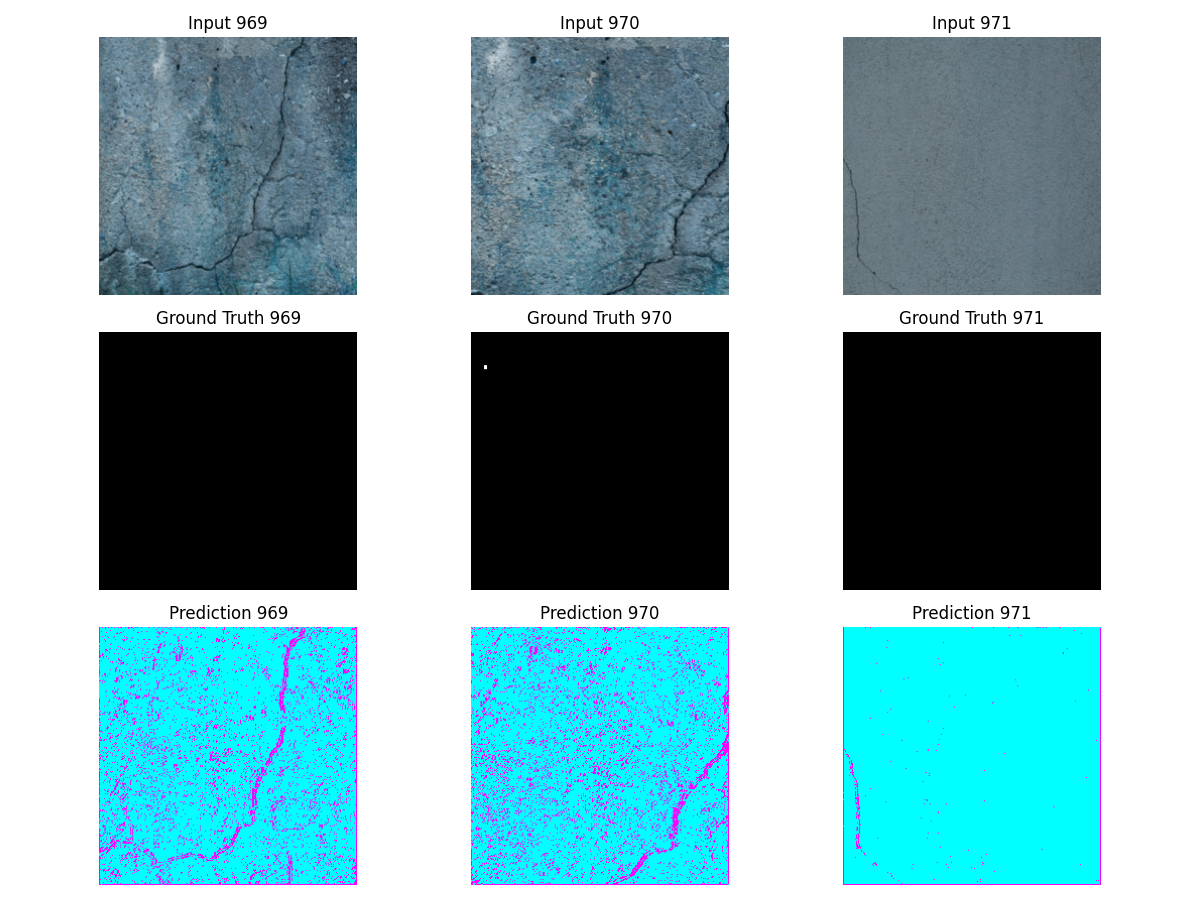 Input 969
Input 970
Input 971
Ground Truth 969
Ground Truth 970
Ground Truth 971
Prediction 969
Prediction 970
Prediction 971